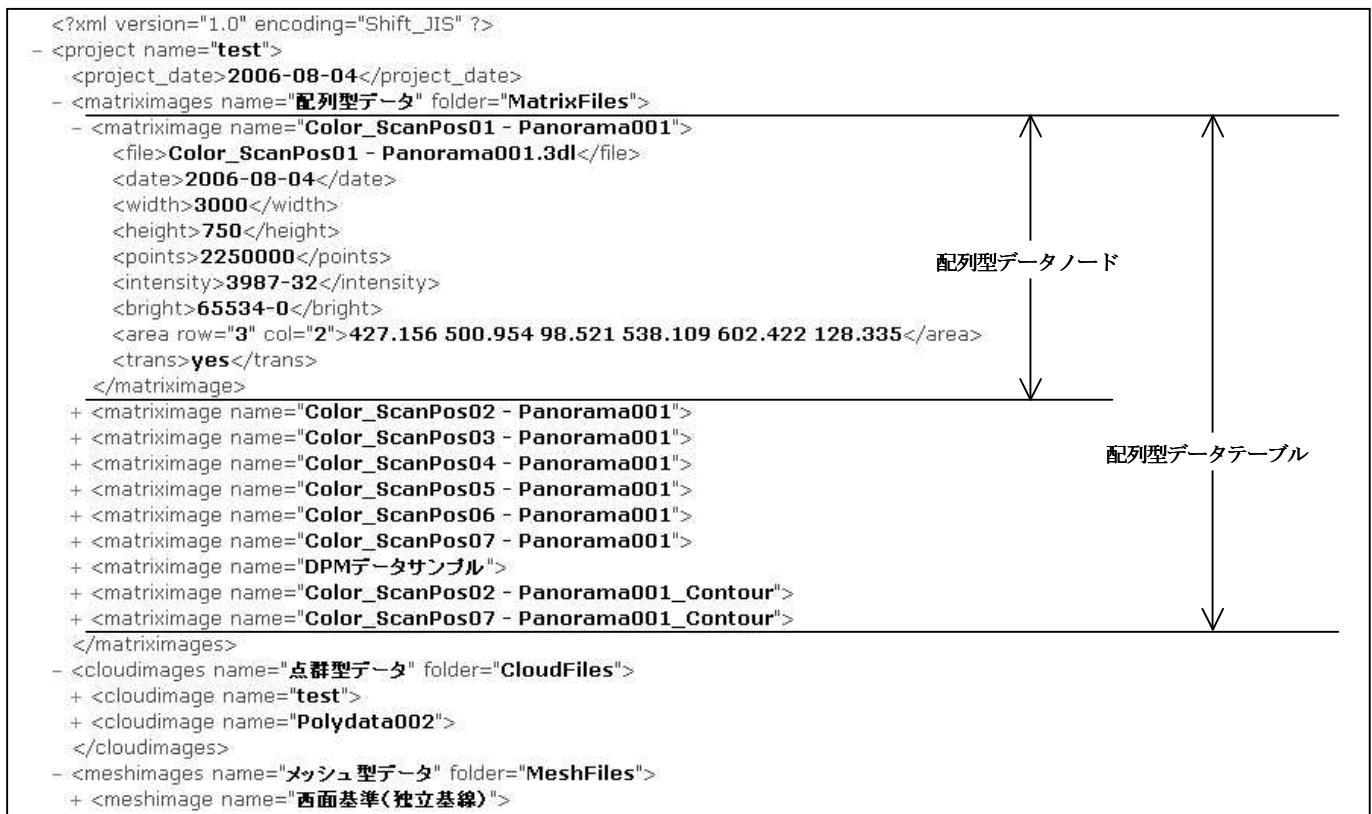 <?xml version="1.0" encoding="Shift_JIS" ?>
- <project name="test">
<project_date>2006-08-04</project_date>
- <matriximages name="配列型データ" folder="MatrixFiles">
- <matriximage name="Color_ScanPos01 - Panorama001">
<file>Color_ScanPos01 - Panorama001.3dl</file>
<date>2006-08-04</date>
<width>3000</width>
<height>750</height>
<points>2250000</points>
配列型データノード
<intensity>3987-32</intensity>
<bright>65534-0</bright>
<area row="3" col="2">427.156 500.954 98.521 538.109 602.422 128.335</area>
<trans>yes</trans>
</matriximage>
+ <matriximage name="Color_ScanPos02 - Panorama001">
+ <matriximage name="Color_ScanPos03 - Panorama001">
配列型データテーブル
+ <matriximage name="Color_ScanPos04 - Panorama001">
+ <matriximage name="Color_ScanPos05 - Panorama001">
+ <matriximage name="Color_ScanPos06 - Panorama001">
+ <matriximage name="Color_ScanPos07 - Panorama001">
+ <matriximage name="DPMデータサンプル">
+ <matriximage name="Color_ScanPos02 - Panorama001_Contour">
+ <matriximage name="Color_ScanPos07 - Panorama001_Contour">
</matriximages>
- <cloudimages name="点群型データ" folder="CloudFiles">
+ <cloudimage name="test">
+ <cloudimage name="Polydata002">
</cloudimages>
- <meshimages name="メッシュ型データ" folder="MeshFiles">
+ <meshimage name="西面基準(独立基線)">